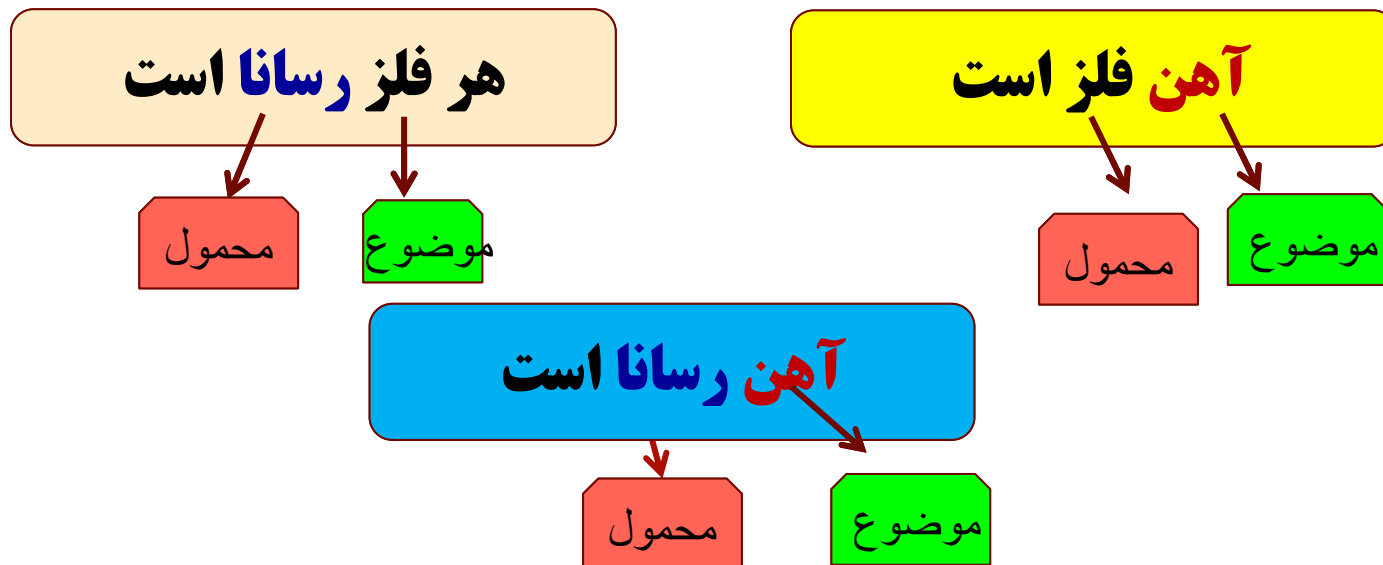 آهن فلز است
هر فلز رسانا است
موضوع
محمول
موضوع
محمول
آهن رسانا است
موضوع
محمول